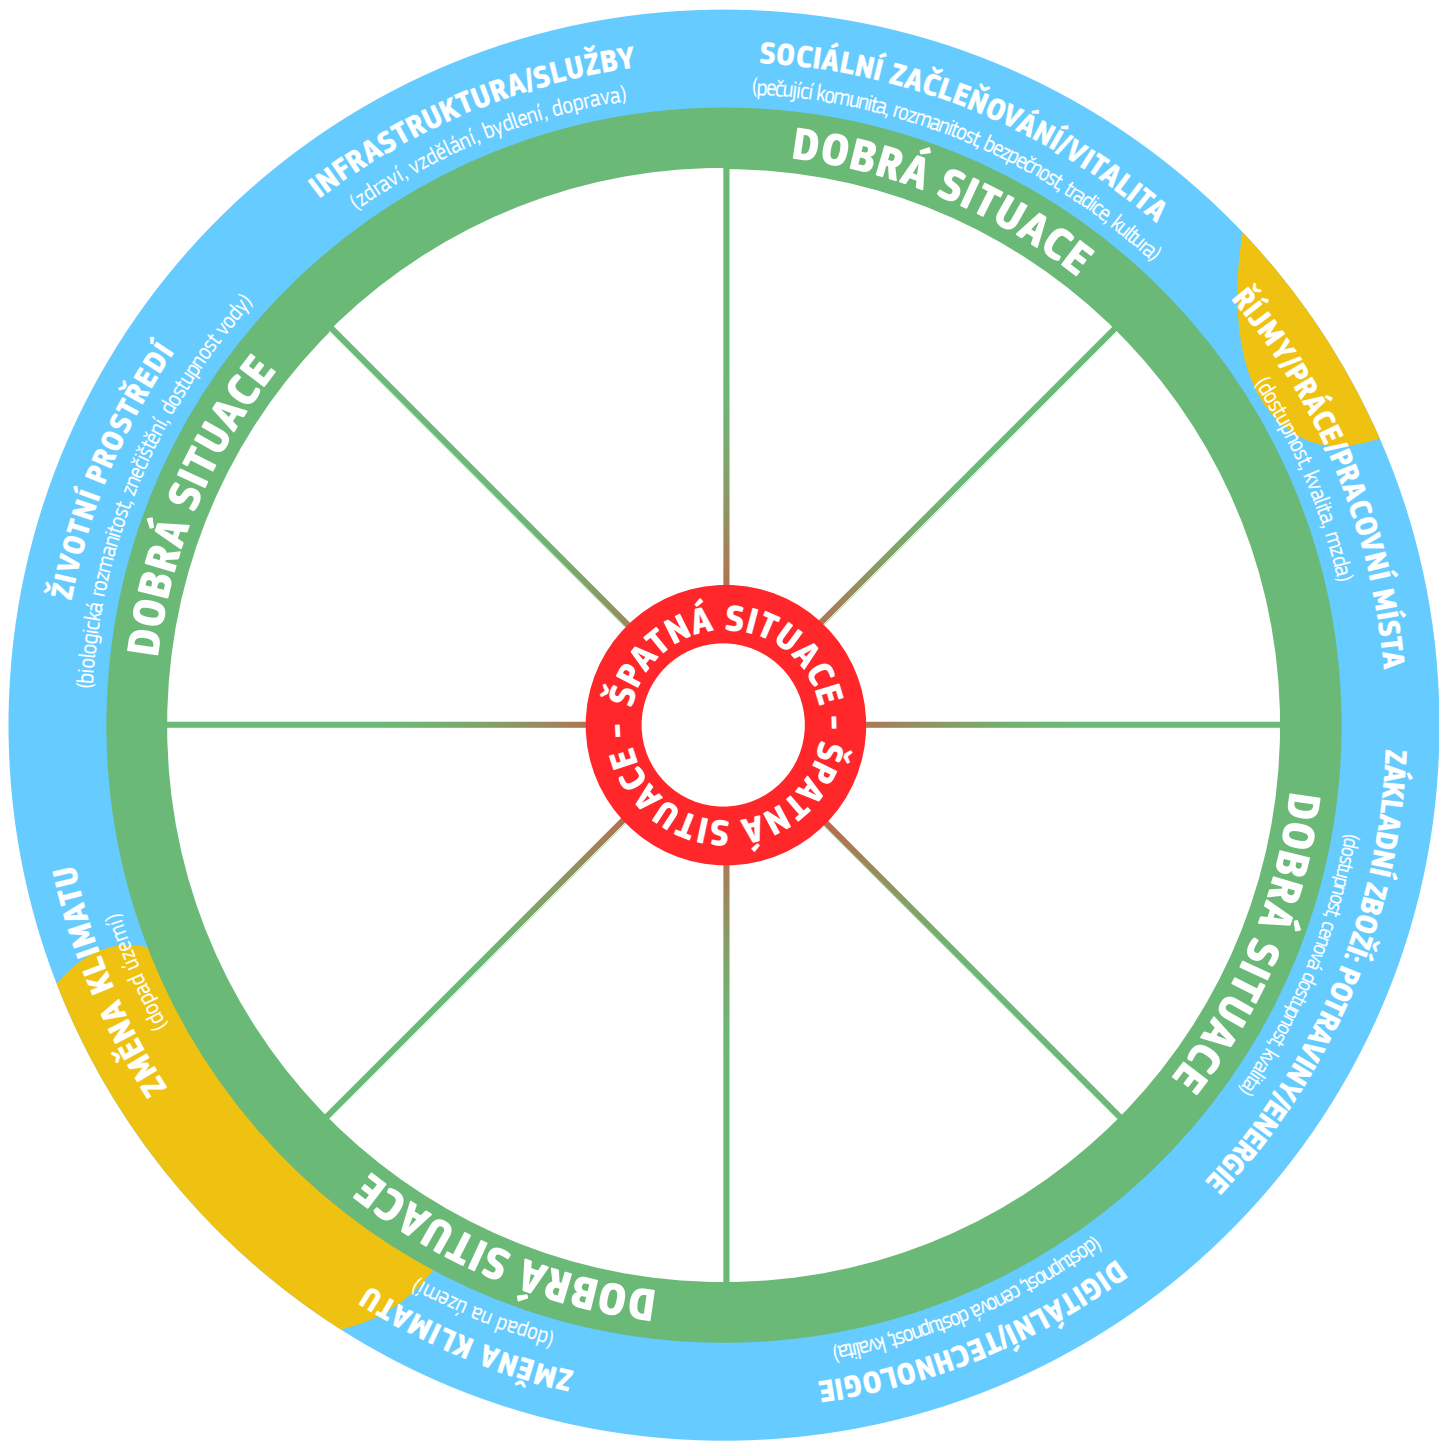 INFRASTRUKTURA/SLUŽBY
(zdraví, vzdělání, bydlení, doprava)
SOCIÁLNÍ ZAČLEŇOVÁNÍ/VITALITA
(pečující komunita, rozmanitost, bezpečnost, tradice, kultura)
DOBRÁ SITUACE
ŘÍJMY/PRÁCE/PRACOVNÍ MÍSTA
(dostupnost, kvalita, mzda)
ZÁKLADNÍ ZBOŽÍ: POTRAVINY/ENERGIE
(dostupnost, cenová dostupnost, kvalita)
DOBRÁ SITUACE
DIGITÁLNÍ/TECHNOLOGIE
(dostupnost, cenová dostupnost, kvalita)
ZMĚNA KLIMATU
(dopad na území)
DOBRÁ SITUACE
ZMĚNA KLIMATU
(dopad území)
ŽIVOTNÍ PROSTŘEDÍ
(biologická rozmanitost, znečištění, dostupnost vody)
DOBRÁ SITUACE
ŠPATNÁ SITUACE – ŠPATNÁ SITUACE –